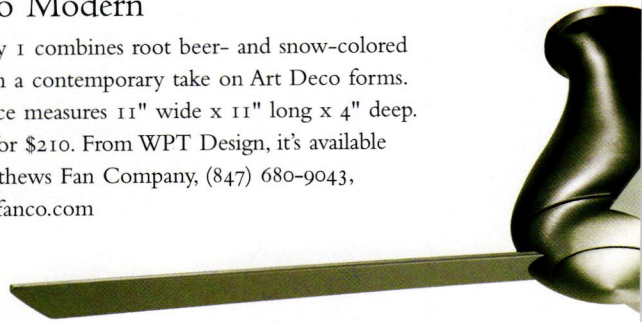 o Modern
y 1 combines root beer- and snow-colored
n a contemporary take on Art Deco forms.
ce measures 11" wide x 11" long x 4" deep.
or $210. From WPT Design, it's available
thews Fan Company, (847) 680-9043,
fanco.com